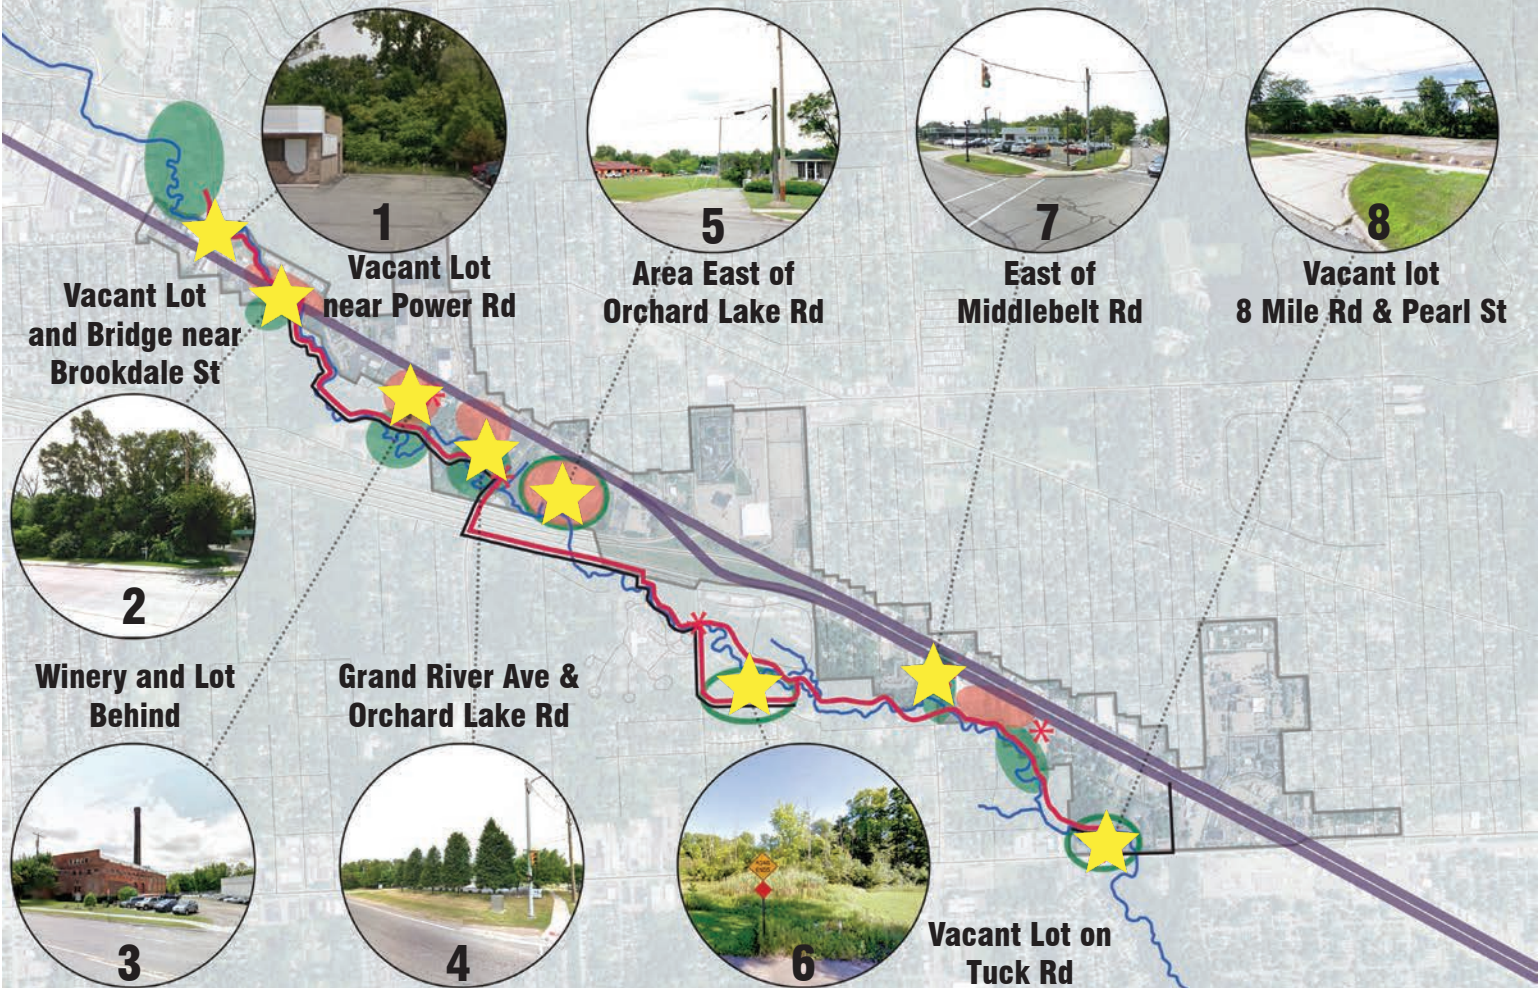 1
Vacant Lot
near Power Rd
5
Area East of
Orchard Lake Rd
7
East of
Middlebelt Rd
8
Vacant lot
8 Mile Rd & Pearl St
Vacant Lot
and Bridge near
Brookdale St
2
Winery and Lot
Behind
3
Grand River Ave &
Orchard Lake Rd
4
6
Vacant Lot on
Tuck Rd